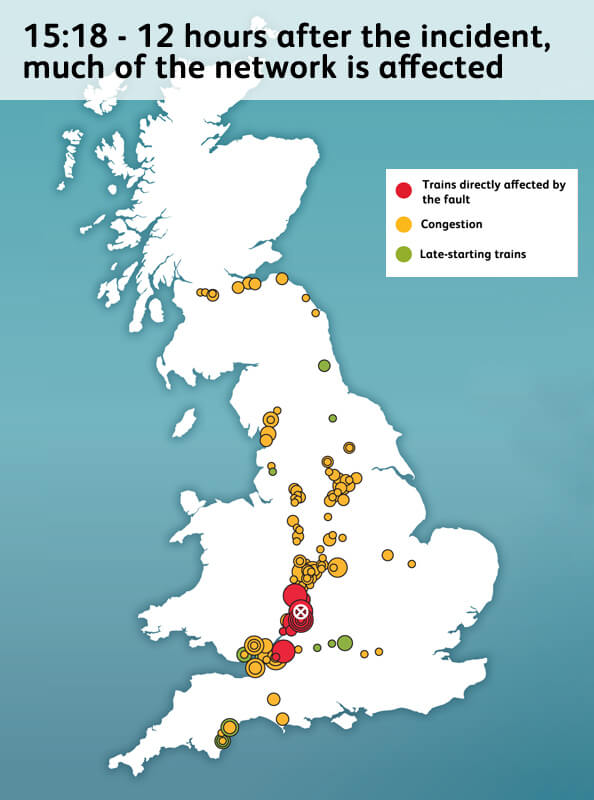 15:18 - 12 hours after the incident,
much of the network is affected
Trains directly affected by
the fault
Congestion
Late-starting trains